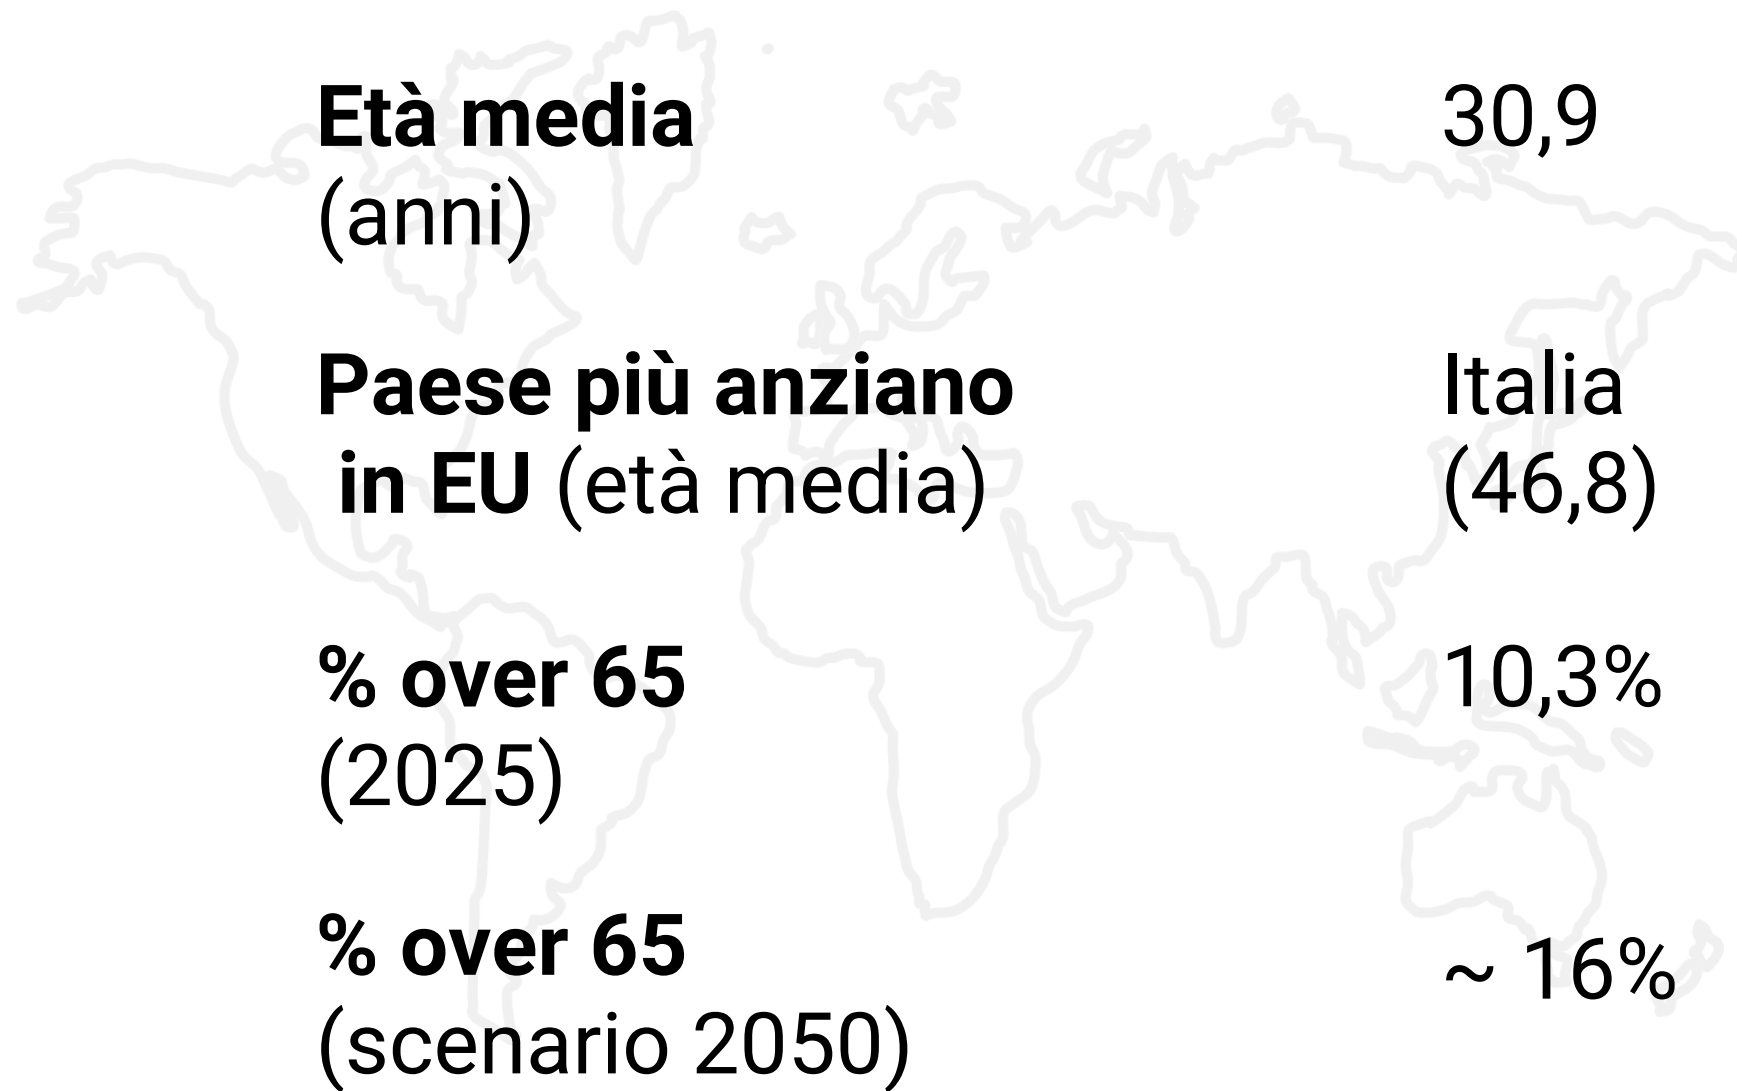 Età media 30,9
(anni)
Paese più anziano Italia
in EU (età media) (46,8)
% over 65 10,3%
(2025)
% over 65 ~ 16%
(scenario 2050)